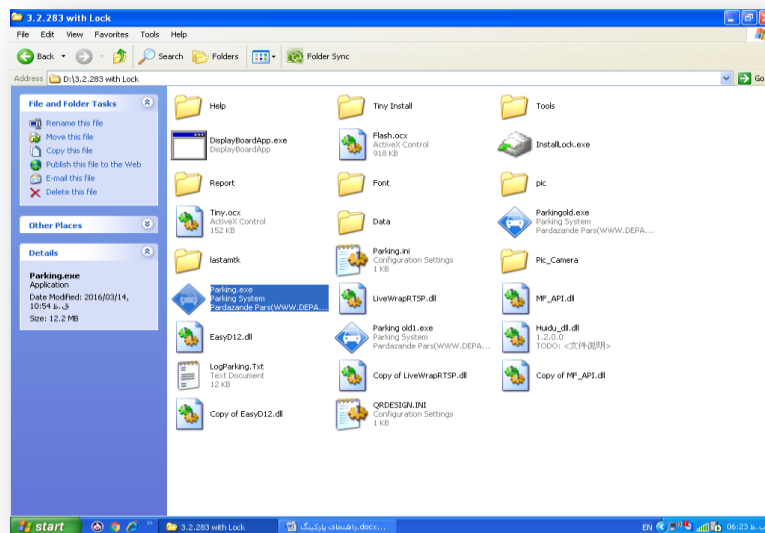 3.2.283 with Lock
File Edit View Favorites Tools Help
Back Search Folders Folder Sync
Address D:\3.2.283 with Lock Go
File and Folder Tasks
Rename this file
Move this file
Copy this file
Publish this file to the Web
E-mail this file
Delete this file
Other Places
Details
Parking.exe
Application
Date Modified: 2016/03/14,
10:54 ق.ظ
Size: 12.2 MB
Help
Tiny Install
Tools
DisplayBoardApp.exe
DisplayBoardApp
Flash.ocx
ActiveX Control
918 KB
InstallLock.exe
Report
Font
pic
Tiny.ocx
ActiveX Control
152 KB
Data
Parkingold.exe
Parking System
Pardazande Pars(WWW.DEPA...
lastamtk
Parking.ini
Configuration Settings
1 KB
Pic_Camera
Parking.exe
Parking System
Pardazande Pars(WWW.DEPA...
LiveWrapRTSP.dll
MF_API.dll
EasyD12.dll
Parking old1.exe
Parking System
Pardazande Pars(WWW.DEPA...
Huidu_dll.dll
1.2.0.0
TODO: <文件说明>
LogParking.Txt
Text Document
12 KB
Copy of LiveWrapRTSP.dll
Copy of MF_API.dll
Copy of EasyD12.dll
QRDESIGN.INI
Configuration Settings
1 KB
start 3.2.283 with Lock راهنمای پارکینگ.docx... EN 06:23 ب.ظ